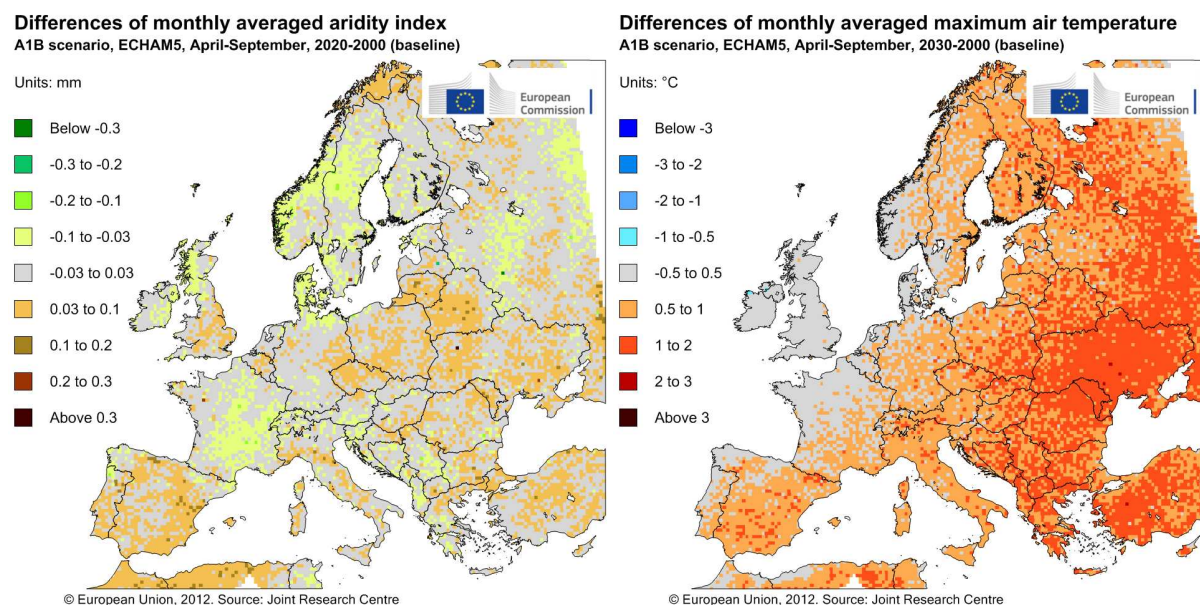 Differences of monthly averaged aridity index
A1B scenario, ECHAM5, April-September, 2020-2000 (baseline)
Units: mm
Below -0.3
-0.3 to -0.2
-0.2 to -0.1
-0.1 to -0.03
-0.03 to 0.03
0.03 to 0.1
0.1 to 0.2
0.2 to 0.3
Above 0.3
European
Commission
© European Union, 2012. Source: Joint Research Centre
Differences of monthly averaged maximum air temperature
A1B scenario, ECHAM5, April-September, 2030-2000 (baseline)
Units: °C
Below -3
-3 to -2
-2 to -1
-1 to -0.5
-0.5 to 0.5
0.5 to 1
1 to 2
2 to 3
Above 3
European
Commission
© European Union, 2012. Source: Joint Research Centre